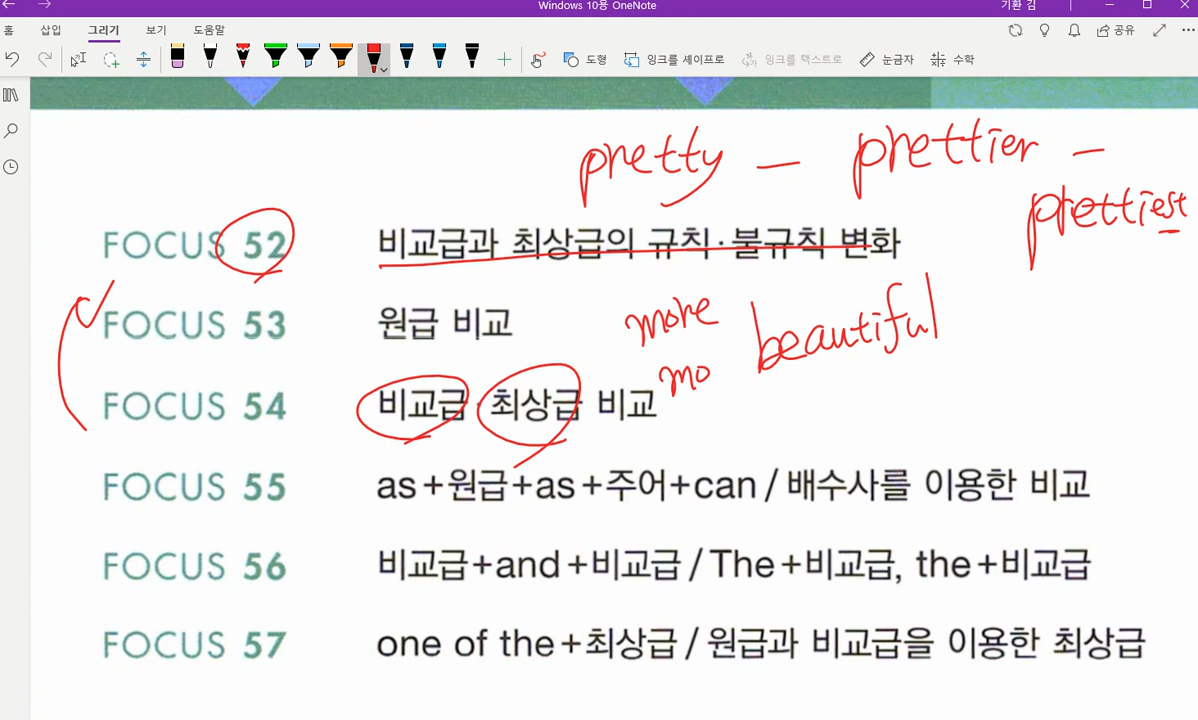 Windows 10용 OneNote
기환 김
홈 삽입 그리기 보기 도움말
공유
도형 잉크를 셰이프로 잉크를 텍스트로 눈금자 수학
pretty – prettier –
prettiest
FOCUS 52 비교급과 최상급의 규칙·불규칙 변화
FOCUS 53 원급 비교
more beautiful
mo
FOCUS 54 비교급·최상급 비교
FOCUS 55 as+원급+as+주어+can / 배수사를 이용한 비교
FOCUS 56 비교급+and+비교급 / The+비교급, the+비교급
FOCUS 57 one of the+최상급 / 원급과 비교급을 이용한 최상급